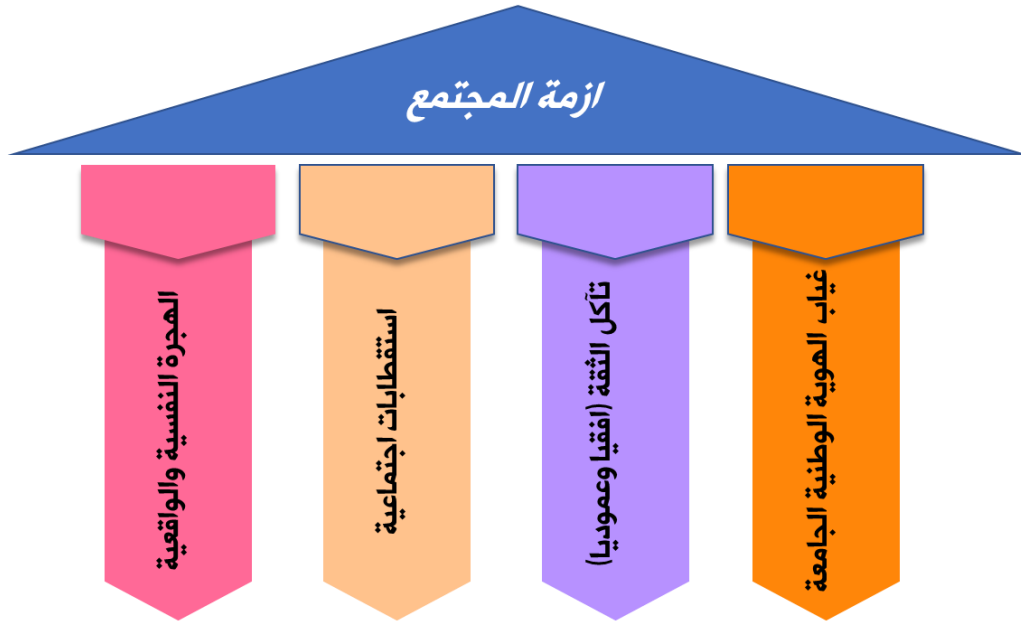 ازمة المجتمع
غياب الهوية الوطنية الجامعة
تآكل الثقة (افقيا وعموديا)
استقطابات اجتماعية
الهجرة النفسية والواقعية